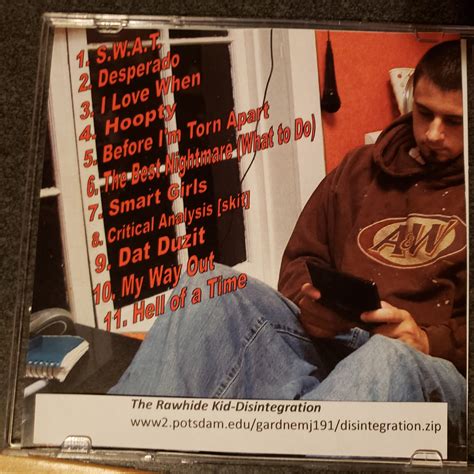 1. S.W.A.T.
2. Desperado
3. I Love When
4. Hoopty
5. Before I'm Torn Apart
6. The Best Nightmare (What to Do)
7. Smart Girls
8. Critical Analysis [skit]
9. Dat Duzit
10. My Way Out
11. Hell of a Time
A&W
The Rawhide Kid-Disintegration
www2.potsdam.edu/gardnemj191/disintegration.zip